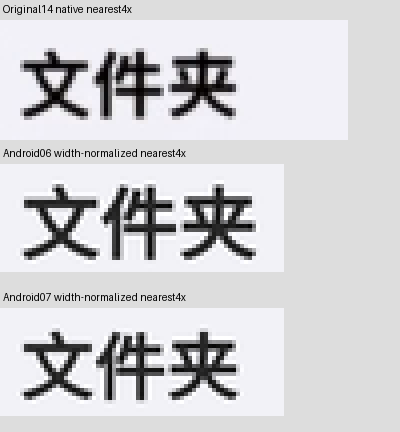 Original14 native nearest4x
文件夹
Android06 width-normalized nearest4x
文件夹
Android07 width-normalized nearest4x
文件夹